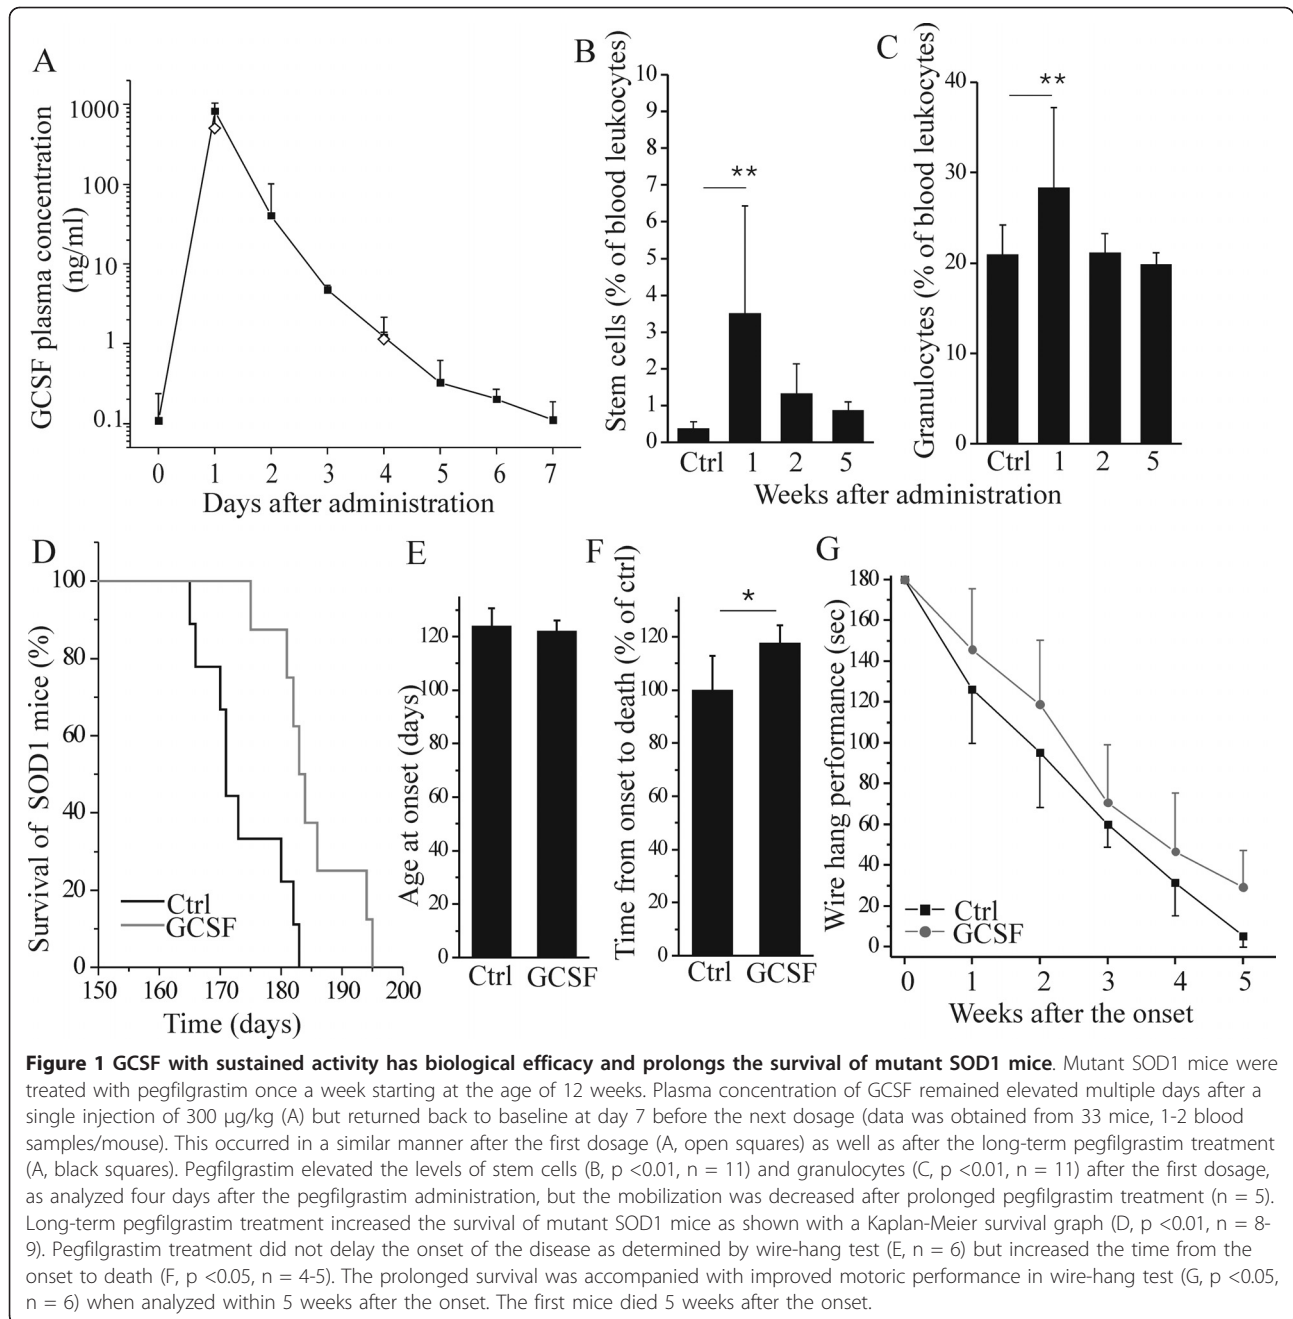 A
GCSF plasma concentration
(ng/ml)
1000
100
10
1
0.1
0 1 2 3 4 5 6 7
Days after administration
B
Stem cells (% of blood leukocytes)
10
9
8
7
6
5
4
3
2
1
0
**
Ctrl 1 2 5
C
Granulocytes (% of blood leukocytes)
40
30
20
10
0
**
Ctrl 1 2 5
Weeks after administration
D
Survival of SOD1 mice (%)
100
80
60
40
20
0
Ctrl
GCSF
150 160 170 180 190 200
Time (days)
E
Age at onset (days)
120
100
80
60
40
20
0
Ctrl GCSF
F
Time from onset to death (% of ctrl)
120
100
80
60
40
20
0
*
Ctrl GCSF
G
Wire hang performance (sec)
180
160
140
120
100
80
60
40
20
0
Ctrl
GCSF
0 1 2 3 4 5
Weeks after the onset
Figure 1 GCSF with sustained activity has biological efficacy and prolongs the survival of mutant SOD1 mice. Mutant SOD1 mice were
treated with pegfilgrastim once a week starting at the age of 12 weeks. Plasma concentration of GCSF remained elevated multiple days after a
single injection of 300 μg/kg (A) but returned back to baseline at day 7 before the next dosage (data was obtained from 33 mice, 1-2 blood
samples/mouse). This occurred in a similar manner after the first dosage (A, open squares) as well as after the long-term pegfilgrastim treatment
(A, black squares). Pegfilgrastim elevated the levels of stem cells (B, p <0.01, n = 11) and granulocytes (C, p <0.01, n = 11) after the first dosage,
as analyzed four days after the pegfilgrastim administration, but the mobilization was decreased after prolonged pegfilgrastim treatment (n = 5).
Long-term pegfilgrastim treatment increased the survival of mutant SOD1 mice as shown with a Kaplan-Meier survival graph (D, p <0.01, n = 8-
9). Pegfilgrastim treatment did not delay the onset of the disease as determined by wire-hang test (E, n = 6) but increased the time from the
onset to death (F, p <0.05, n = 4-5). The prolonged survival was accompanied with improved motoric performance in wire-hang test (G, p <0.05,
n = 6) when analyzed within 5 weeks after the onset. The first mice died 5 weeks after the onset.